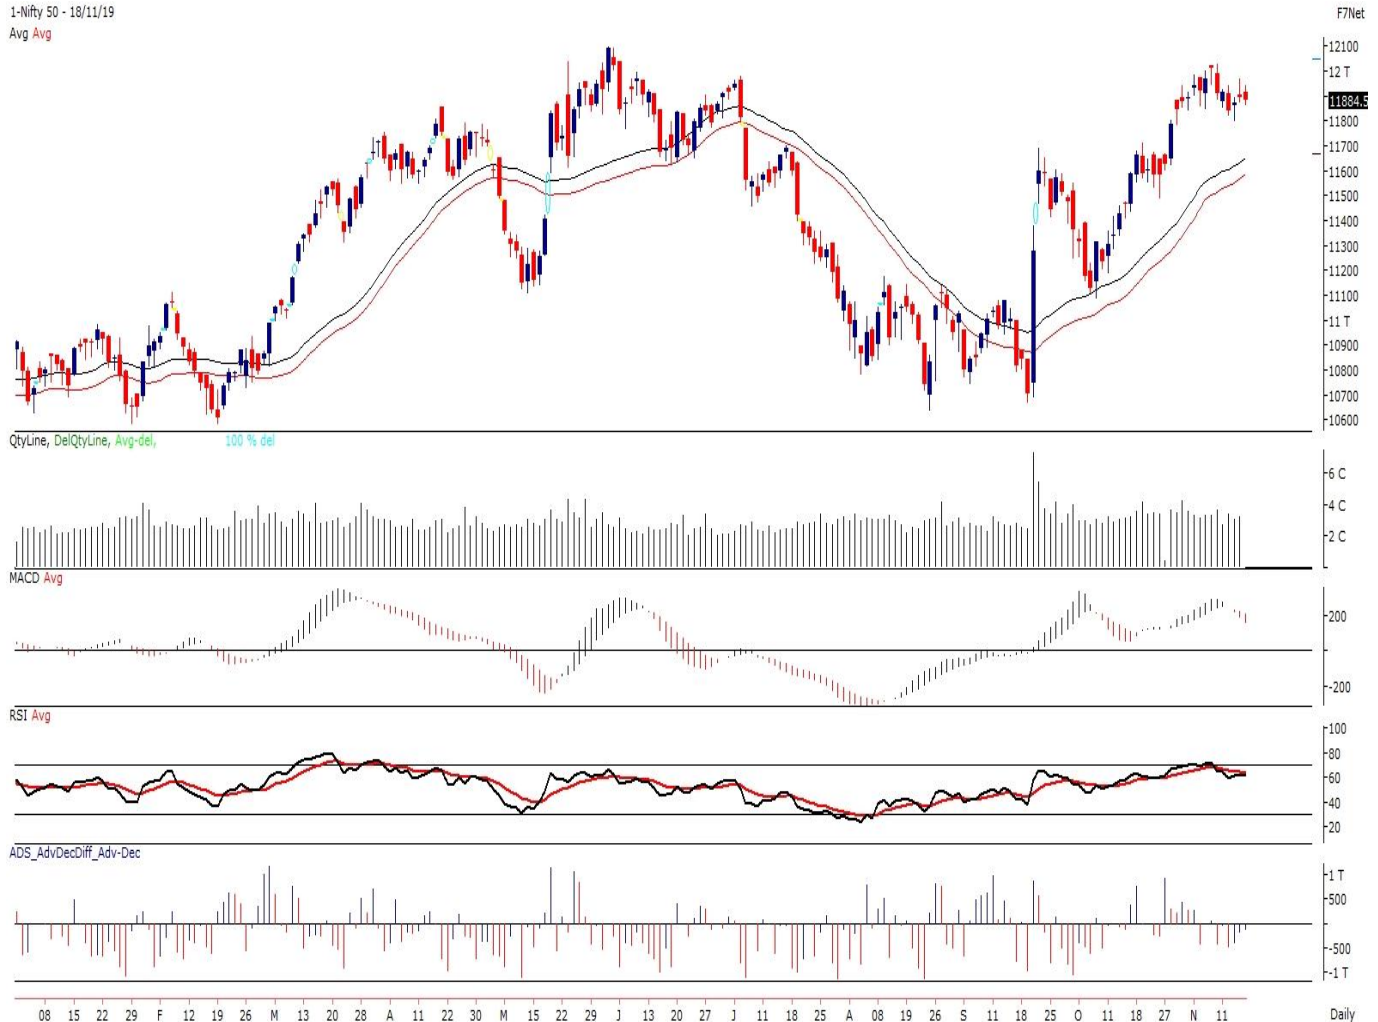 1-Nifty 50 - 18/11/19
F7Net
Avg Avg
12100
12 T
11884.5
11800
11700
11600
11500
11400
11300
11200
11100
11 T
10900
10800
10700
10600
QtyLine, DelQtyLine, Avg-del, 100 % del
6 C
4 C
2 C
MACD Avg
200
-200
RSI Avg
100
80
60
40
20
ADS_AdvDecDiff_Adv-Dec
1 T
500
-500
-1 T
08 15 22 29 F 12 19 26 M 13 20 28 A 11 22 30 M 15 22 29 J 13 20 27 J 11 18 25 A 08 19 26 S 11 18 25 O 11 18 27 N 11 Daily